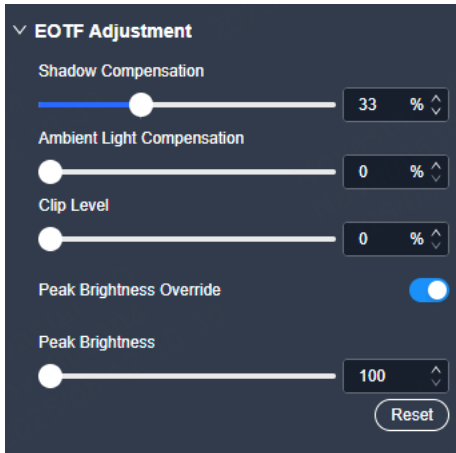 EOTF Adjustment
Shadow Compensation
33 %
Ambient Light Compensation
0 %
Clip Level
0 %
Peak Brightness Override
Peak Brightness
100
Reset